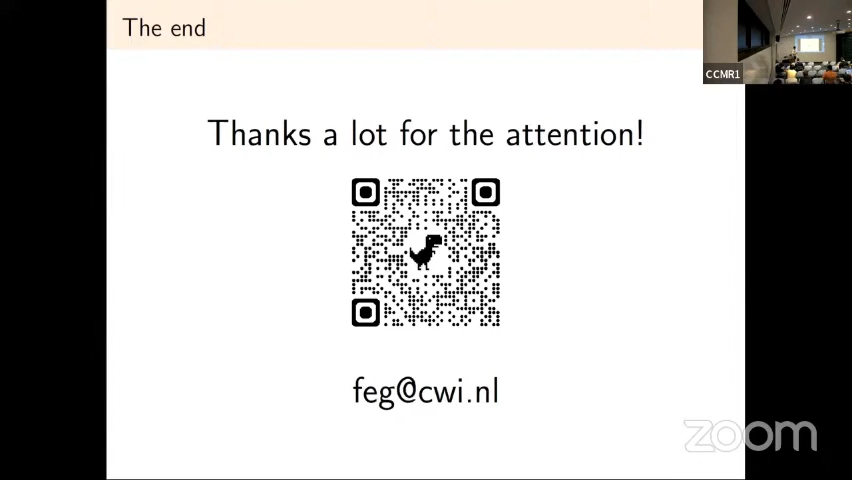 The end
CCMR1
Thanks a lot for the attention!
feg@cwi.nl
zoom